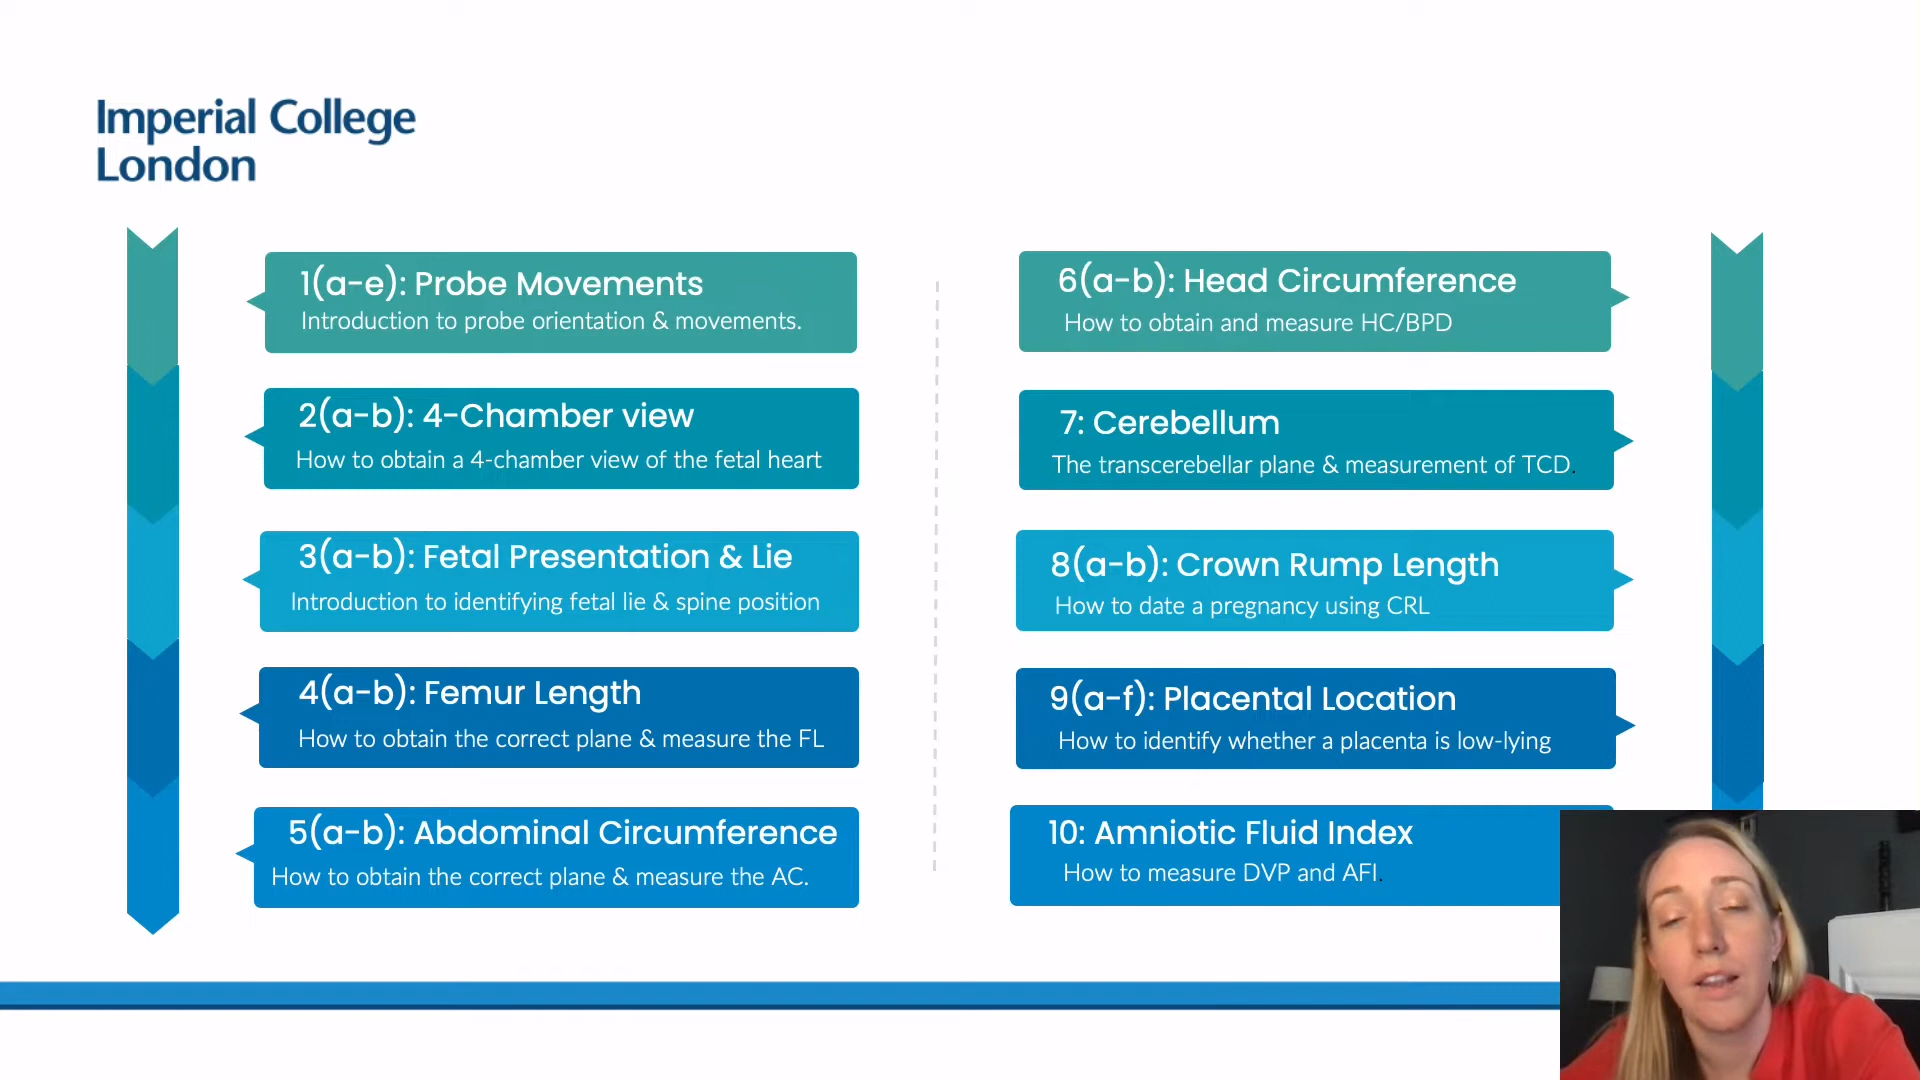 Imperial College
London
1(a-e): Probe Movements
Introduction to probe orientation & movements.
2(a-b): 4-Chamber view
How to obtain a 4-chamber view of the fetal heart
3(a-b): Fetal Presentation & Lie
Introduction to identifying fetal lie & spine position
4(a-b): Femur Length
How to obtain the correct plane & measure the FL
5(a-b): Abdominal Circumference
How to obtain the correct plane & measure the AC.
6(a-b): Head Circumference
How to obtain and measure HC/BPD
7: Cerebellum
The transcerebellar plane & measurement of TCD.
8(a-b): Crown Rump Length
How to date a pregnancy using CRL
9(a-f): Placental Location
How to identify whether a placenta is low-lying
10: Amniotic Fluid Index
How to measure DVP and AFI.